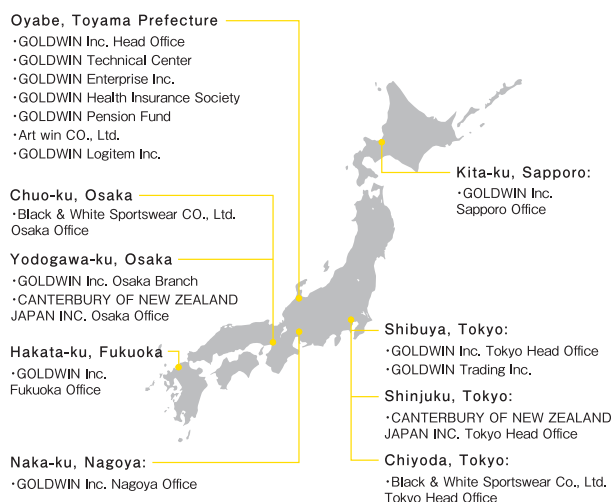 Oyabe, Toyama Prefecture
・GOLDWIN Inc. Head Office
・GOLDWIN Technical Center
・GOLDWIN Enterprise Inc.
・GOLDWIN Health Insurance Society
・GOLDWIN Pension Fund
・Art win CO., Ltd.
・GOLDWIN Logitem Inc.
Chuo-ku, Osaka
・Black & White Sportswear CO., Ltd.
Osaka Office
Yodogawa-ku, Osaka
・GOLDWIN Inc. Osaka Branch
・CANTERBURY OF NEW ZEALAND
JAPAN INC. Osaka Office
Hakata-ku, Fukuoka
・GOLDWIN Inc.
Fukuoka Office
Naka-ku, Nagoya:
・GOLDWIN Inc. Nagoya Office
Kita-ku, Sapporo:
・GOLDWIN Inc.
Sapporo Office
Shibuya, Tokyo:
・GOLDWIN Inc. Tokyo Head Office
・GOLDWIN Trading Inc.
Shinjuku, Tokyo:
・CANTERBURY OF NEW ZEALAND
JAPAN INC. Tokyo Head Office
Chiyoda, Tokyo:
・Black & White Sportswear Co., Ltd.
Tokyo Head Office